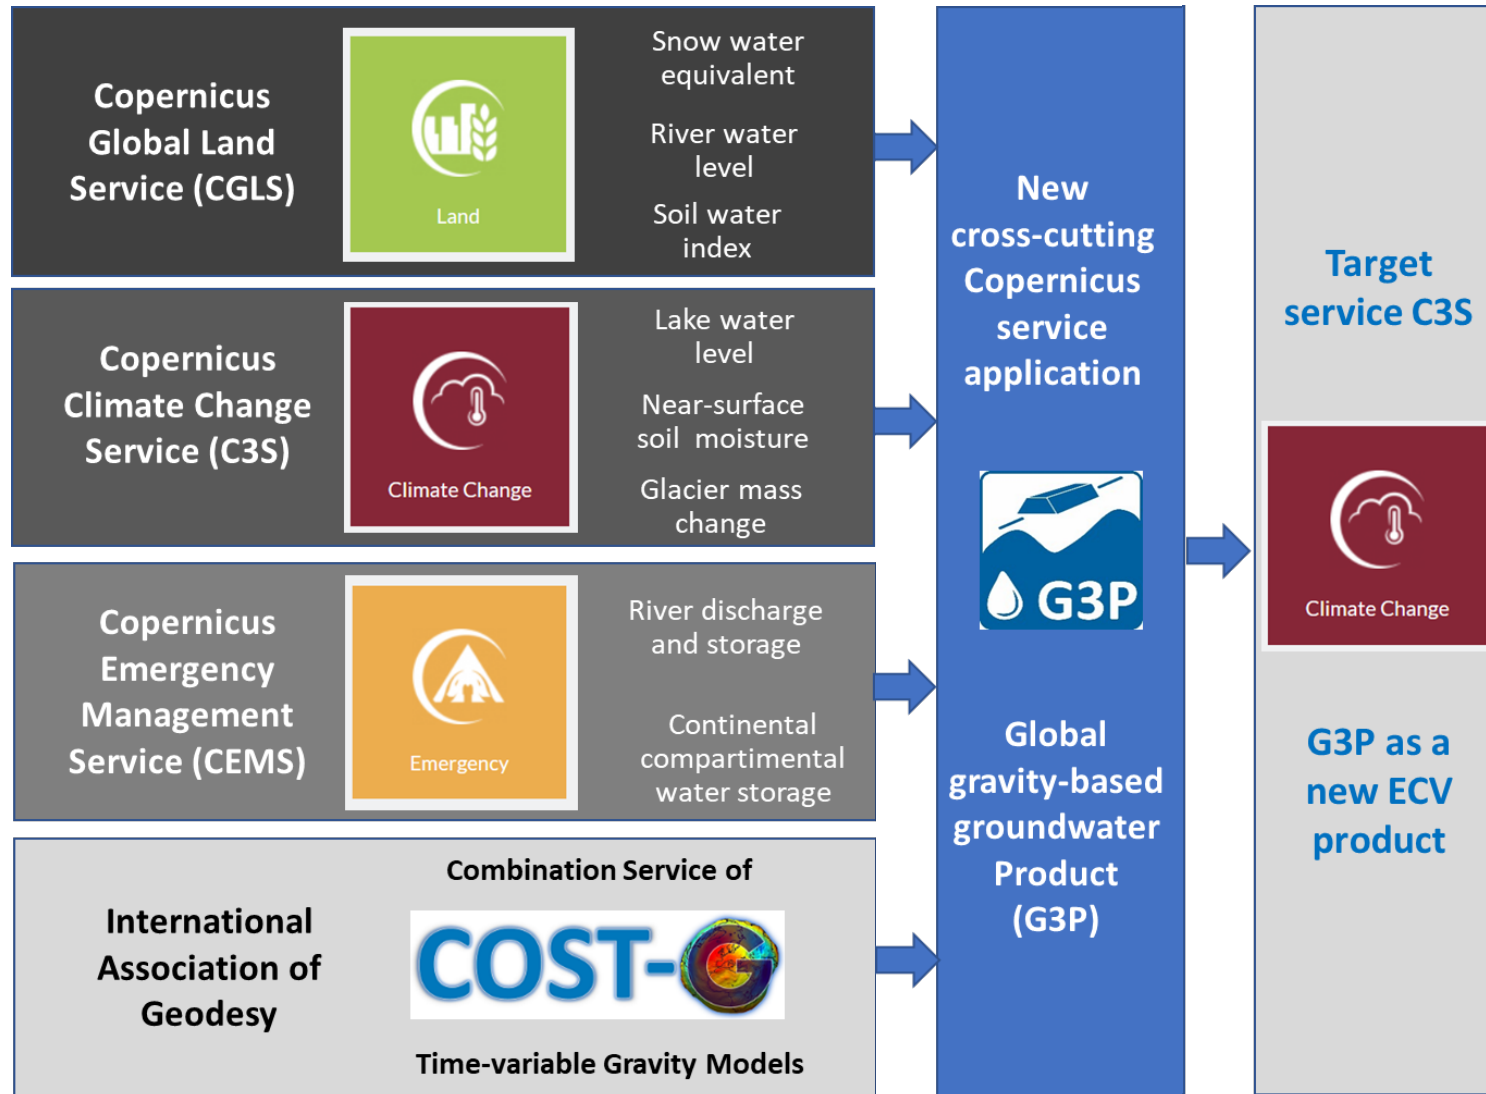 Copernicus
Global Land
Service (CGLS)
Land
Snow water
equivalent
River water
level
Soil water
index
Copernicus
Climate Change
Service (C3S)
Climate Change
Lake water
level
Near-surface
soil moisture
Glacier mass
change
Copernicus
Emergency
Management
Service (CEMS)
Emergency
River discharge
and storage
Continental
compartimental
water storage
International
Association of
Geodesy
Combination Service of
COST-G
Time-variable Gravity Models
New
cross-cutting
Copernicus
service
application
G3P
Global
gravity-based
groundwater
Product
(G3P)
Target
service C3S
Climate Change
G3P as a
new ECV
product